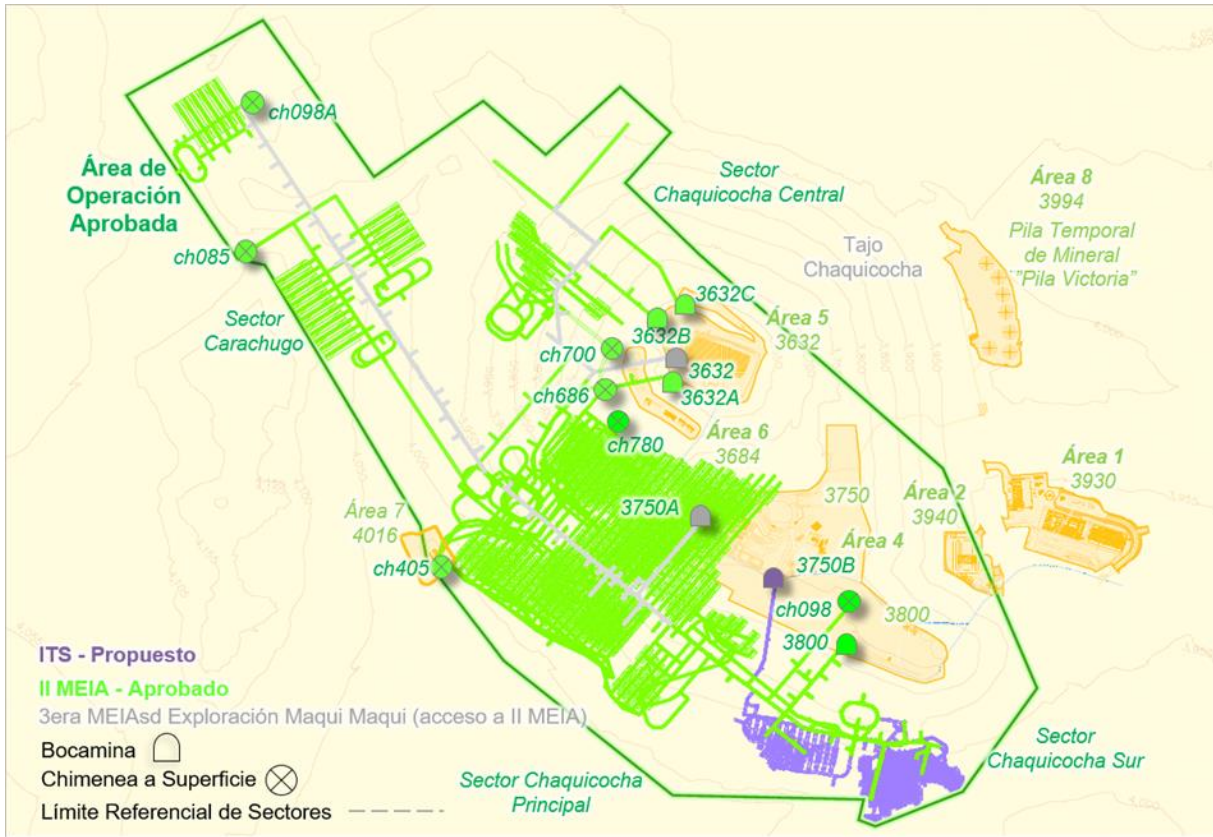 ch098A
Área de
Operación
Aprobada
ch085
Sector
Carachugo
Sector
Chaquicocha Central
Tajo
Chaquicocha
Área 8
3994
Pila Temporal
de Mineral
"Pila Victoria"
3632C
3632B
Área 5
3632
ch700
3632
ch686
3632A
ch780
Área 6
3684
3750A
3750
Área 2
3940
Área 1
3930
Área 7
4016
ch405
Área 4
3750B
ch098
3800
3800
ITS - Propuesto
II MEIA - Aprobado
3era MEIAsd Exploración Maqui Maqui (acceso a II MEIA)
Bocamina
Chimenea a Superficie
Límite Referencial de Sectores
Sector Chaquicocha
Principal
Sector
Chaquicocha Sur